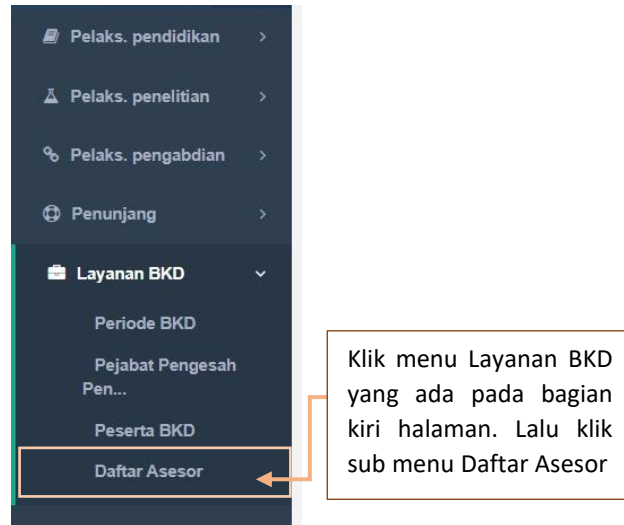 Pelaks. pendidikan
Pelaks. penelitian
Pelaks. pengabdian
Penunjang
Layanan BKD
Periode BKD
Pejabat Pengesah
Pen...
Peserta BKD
Daftar Asesor
Klik menu Layanan BKD
yang ada pada bagian
kiri halaman. Lalu klik
sub menu Daftar Asesor